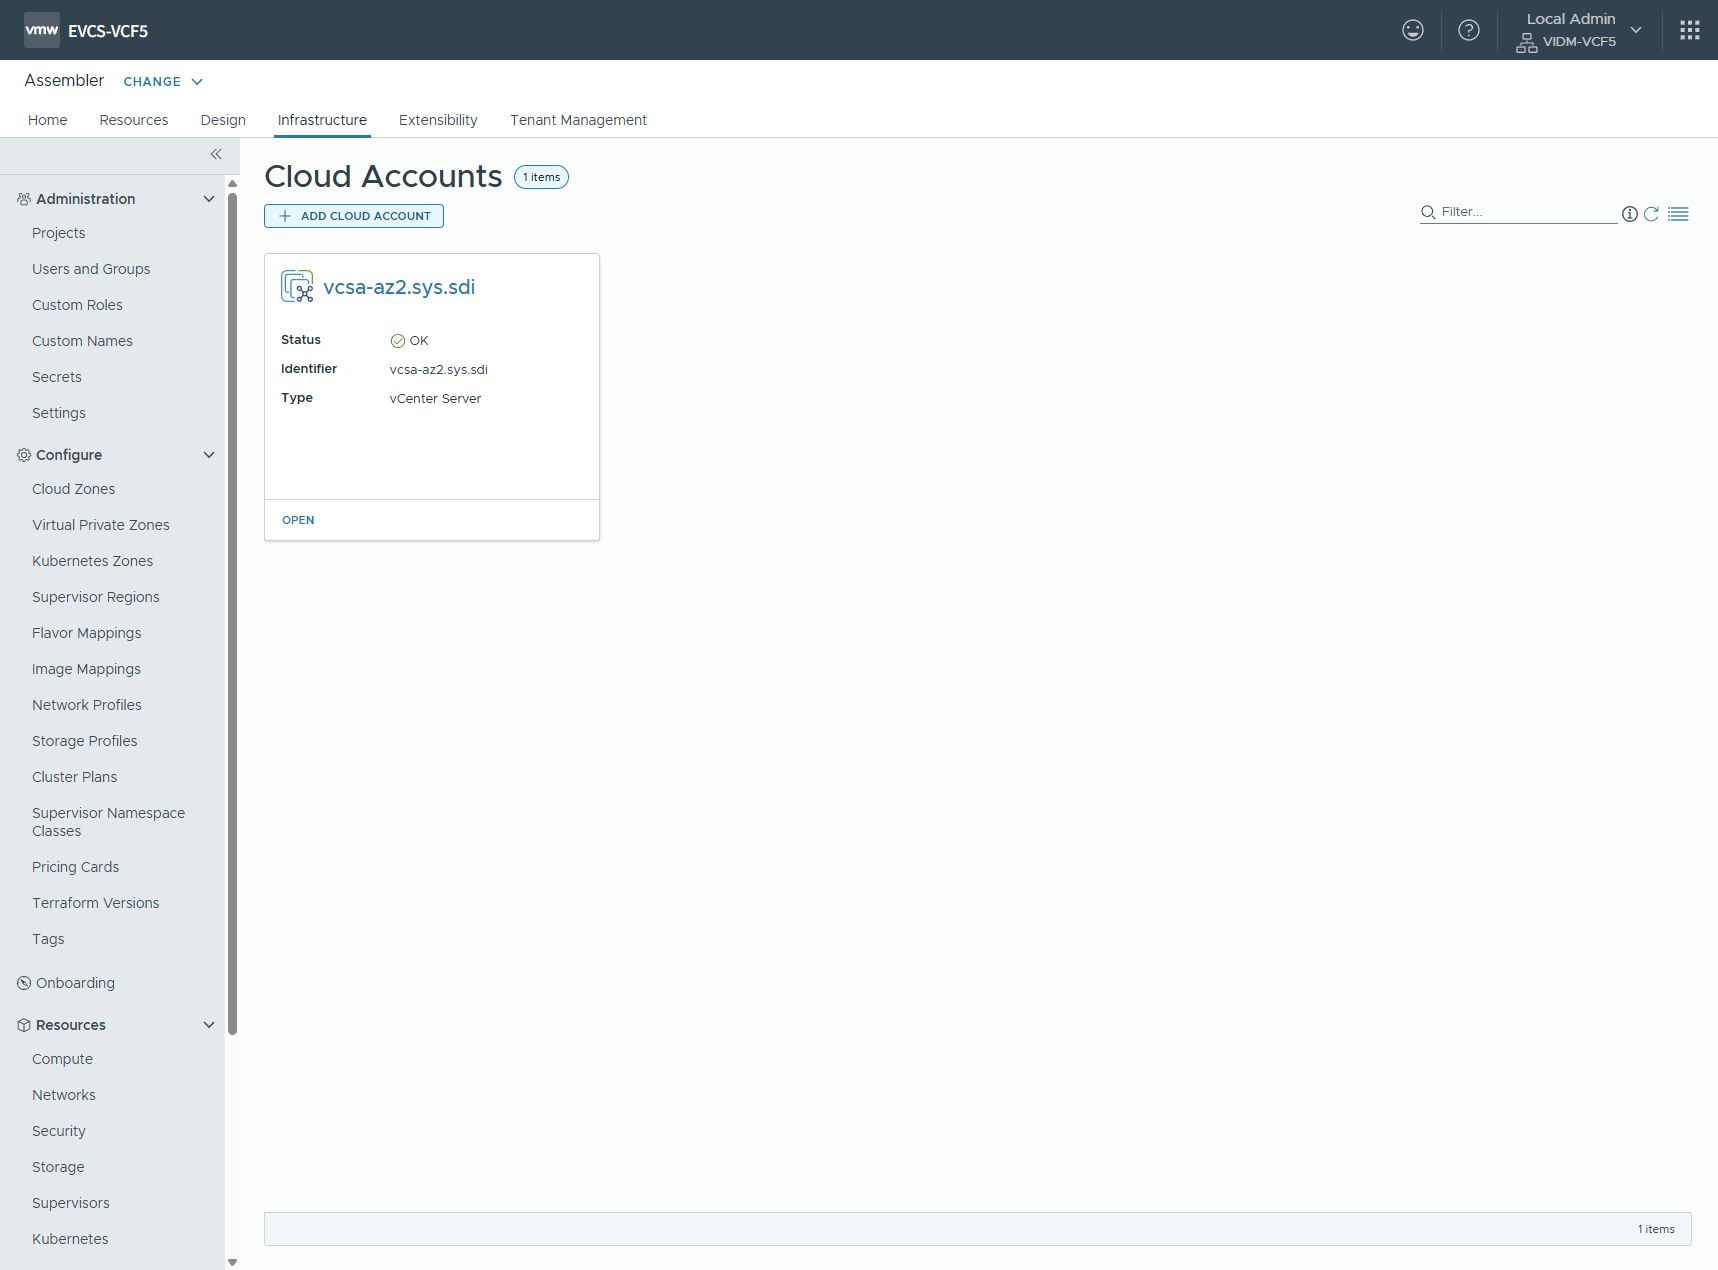 vmw EVCS-VCF5
Local Admin
VIDM-VCF5
Assembler CHANGE
Home Resources Design Infrastructure Extensibility Tenant Management
Administration
Projects
Users and Groups
Custom Roles
Custom Names
Secrets
Settings
Configure
Cloud Zones
Virtual Private Zones
Kubernetes Zones
Supervisor Regions
Flavor Mappings
Image Mappings
Network Profiles
Storage Profiles
Cluster Plans
Supervisor Namespace
Classes
Pricing Cards
Terraform Versions
Tags
Onboarding
Resources
Compute
Networks
Security
Storage
Supervisors
Kubernetes
Cloud Accounts 1 items
ADD CLOUD ACCOUNT
Filter...
vcsa-az2.sys.sdi
Status OK
Identifier vcsa-az2.sys.sdi
Type vCenter Server
OPEN
1 items